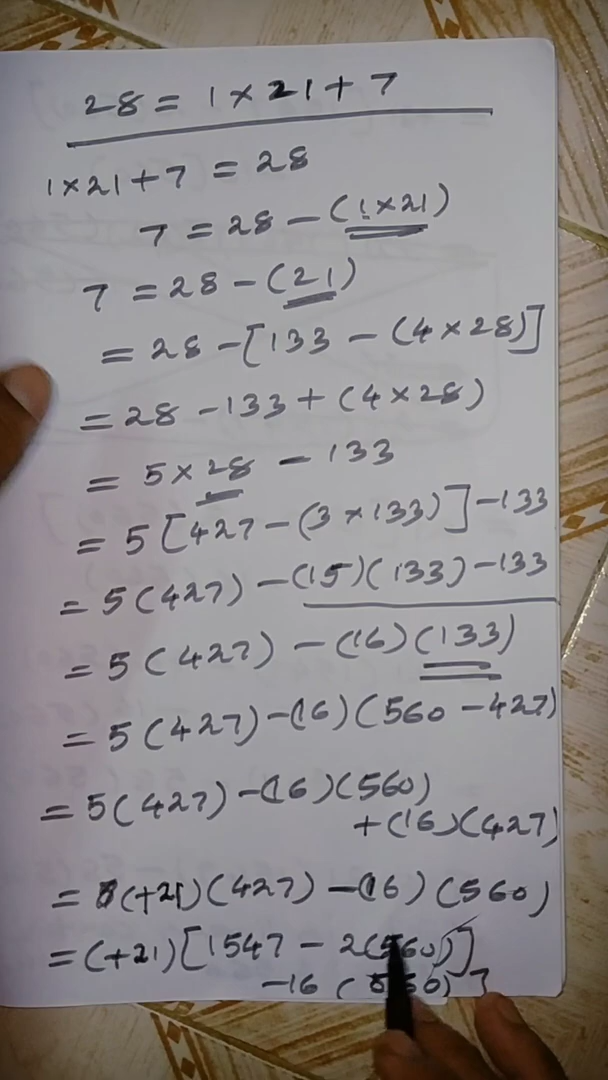 28 = 1 × 21 + 7
1×21+7 = 28
7 = 28 - (1×21)
7 = 28 - (21)
= 28 - [133 - (4×28)]
= 28 - 133 + (4×28)
= 5×28 - 133
= 5[427 - (3×133)] - 133
= 5(427) - (15)(133) - 133
= 5(427) - (16)(133)
= 5(427) - (16)(560 - 427)
= 5(427) - (16)(560)
+ (16)(427)
= (+21)(427) - (16)(560)
= (+21)[1547 - 2(560)]
-16 (560)